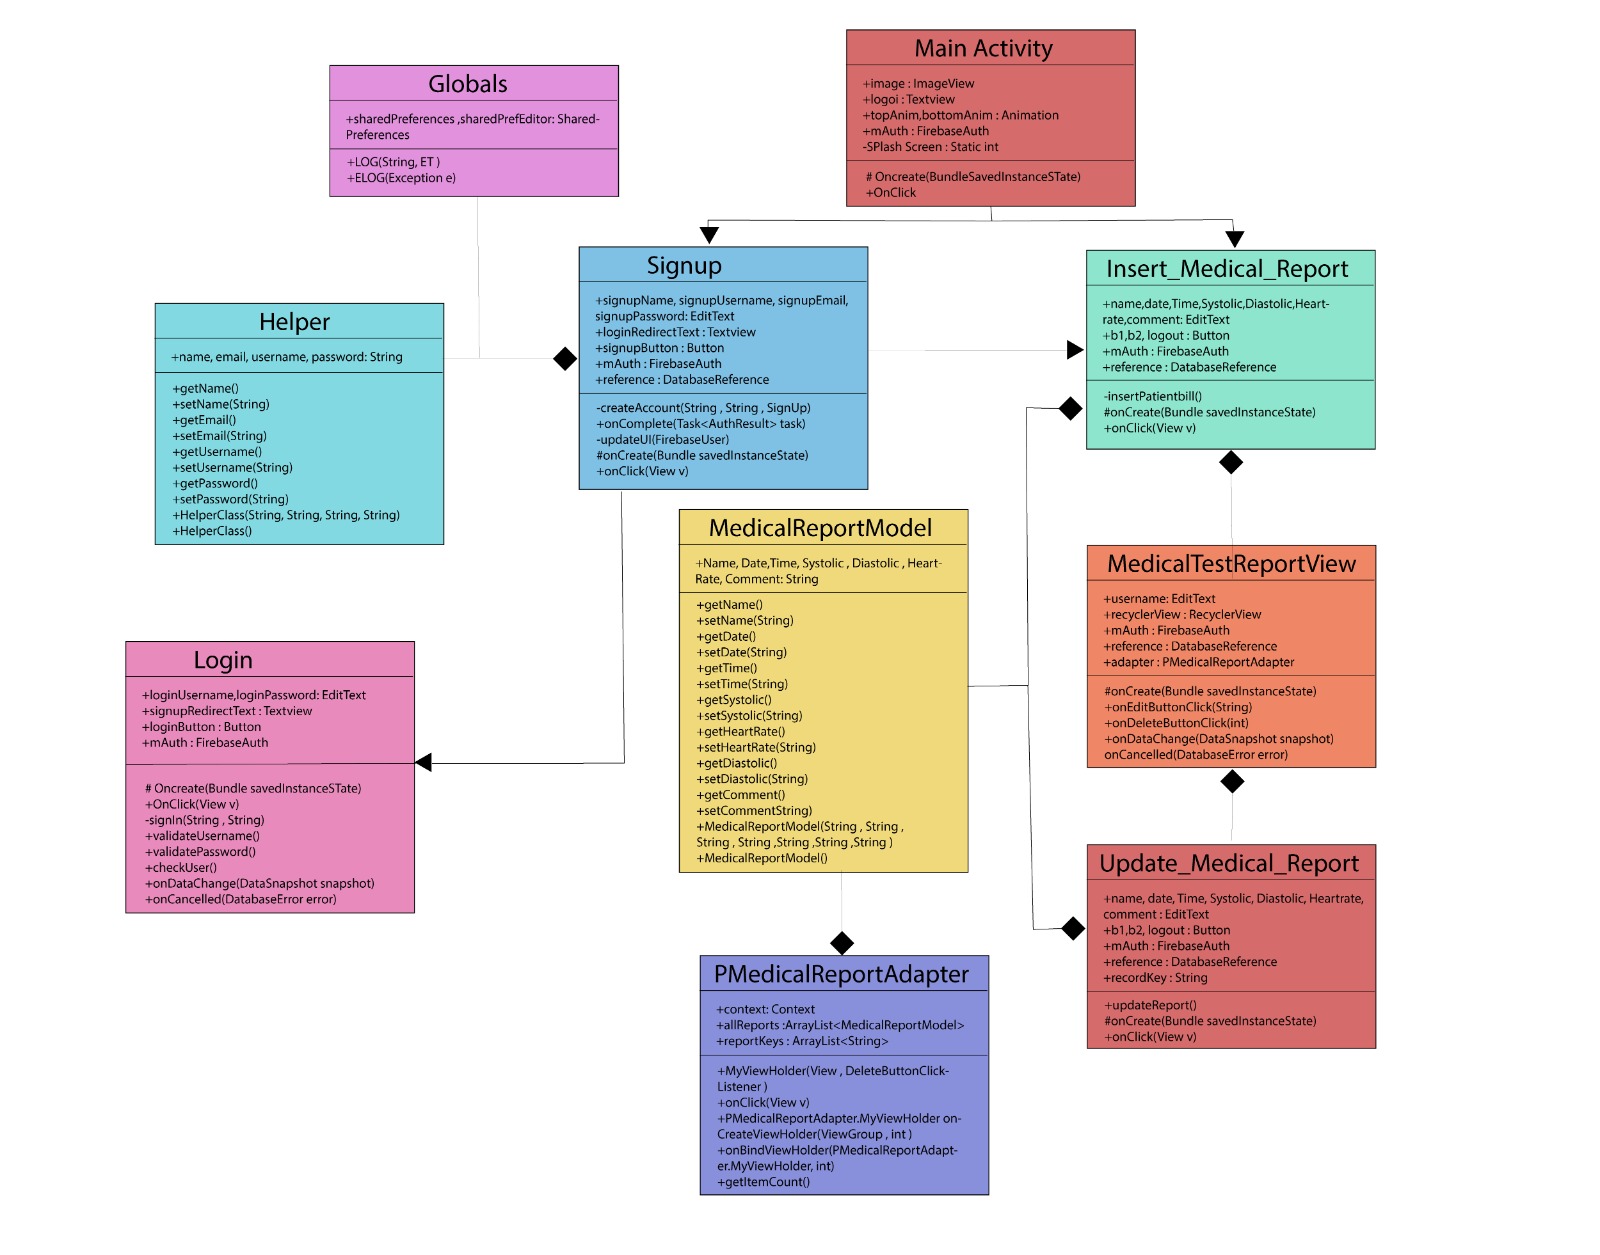 Main Activity
+image : ImageView
+logoi : Textview
+topAnim,bottomAnim : Animation
+mAuth : FirebaseAuth
-SPlash Screen : Static int
# Oncreate(BundleSavedInstanceSTate)
+OnClick
Globals
+sharedPreferences ,sharedPrefEditor: Shared-
Preferences
+LOG(String, ET )
+ELOG(Exception e)
Signup
+signupName, signupUsername, signupEmail,
signupPassword: EditText
+loginRedirectText : Textview
+signupButton : Button
+mAuth : FirebaseAuth
+reference : DatabaseReference
-createAccount(String , String , SignUp)
+onComplete(Task<AuthResult> task)
-updateUI(FirebaseUser)
#onCreate(Bundle savedInstanceState)
+onClick(View v)
Insert_Medical_Report
+name,date,Time,Systolic,Diastolic,Heart-
rate,comment: EditText
+b1,b2, logout : Button
+mAuth : FirebaseAuth
+reference : DatabaseReference
-insertPatientbill()
#onCreate(Bundle savedInstanceState)
+onClick(View v)
Helper
+name, email, username, password: String
+getName()
+setName(String)
+getEmail()
+setEmail(String)
+getUsername()
+setUsername(String)
+getPassword()
+setPassword(String)
+HelperClass(String, String, String, String)
+HelperClass()
MedicalReportModel
+Name, Date,Time, Systolic , Diastolic , Heart-
Rate, Comment: String
+getName()
+setName(String)
+getDate()
+setDate(String)
+getTime()
+setTime(String)
+getSystolic()
+setSystolic(String)
+getHeartRate()
+setHeartRate(String)
+getDiastolic()
+setDiastolic(String)
+getComment()
+setCommentString)
+MedicalReportModel(String , String ,
String , String ,String ,String ,String )
+MedicalReportModel()
MedicalTestReportView
+username: EditText
+recyclerView : RecyclerView
+mAuth : FirebaseAuth
+reference : DatabaseReference
+adapter : PMedicalReportAdapter
#onCreate(Bundle savedInstanceState)
+onEditButtonClick(String)
+onDeleteButtonClick(int)
+onDataChange(DataSnapshot snapshot)
onCancelled(DatabaseError error)
Login
+loginUsername,loginPassword: EditText
+signupRedirectText : Textview
+loginButton : Button
+mAuth : FirebaseAuth
# Oncreate(Bundle savedInstanceSTate)
+OnClick(View v)
-signIn(String , String)
+validateUsername()
+validatePassword()
+checkUser()
+onDataChange(DataSnapshot snapshot)
+onCancelled(DatabaseError error)
Update_Medical_Report
+name, date, Time, Systolic, Diastolic, Heartrate,
comment : EditText
+b1,b2, logout : Button
+mAuth : FirebaseAuth
+reference : DatabaseReference
+recordKey : String
+updateReport()
#onCreate(Bundle savedInstanceState)
+onClick(View v)
PMedicalReportAdapter
+context: Context
+allReports :ArrayList<MedicalReportModel>
+reportKeys : ArrayList<String>
+MyViewHolder(View , DeleteButtonClick-
Listener )
+onClick(View v)
+PMedicalReportAdapter.MyViewHolder on-
CreateViewHolder(ViewGroup , int )
+onBindViewHolder(PMedicalReportAdapt-
er.MyViewHolder, int)
+getItemCount()